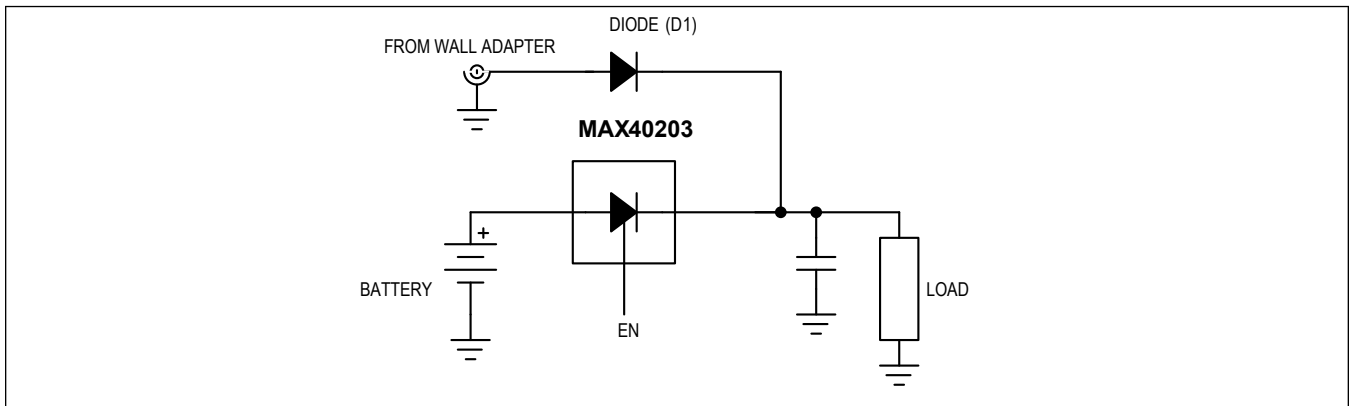 DIODE (D1)
FROM WALL ADAPTER
MAX40203
+
BATTERY
LOAD
EN